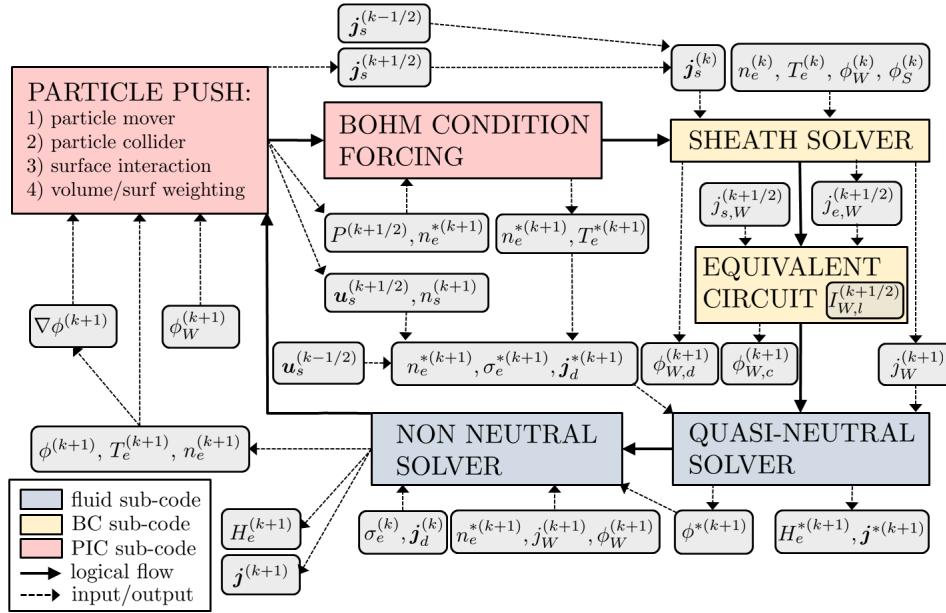 j_s^{(k-1/2)}
j_s^{(k+1/2)}
j_s^{(k)}
n_e^{(k)}, T_e^{(k)}, ϕ_W^{(k)}, ϕ_S^{(k)}
PARTICLE PUSH:
1) particle mover
2) particle collider
3) surface interaction
4) volume/surf weighting
BOHM CONDITION
FORCING
SHEATH SOLVER
j_{s,W}^{(k+1/2)}
j_{e,W}^{(k+1/2)}
P^{(k+1/2)}, n_e^{*(k+1)}
n_e^{*(k+1)}, T_e^{*(k+1)}
EQUIVALENT
CIRCUIT
I_{W,l}^{(k+1/2)}
u_s^{(k+1/2)}, n_s^{(k+1)}
∇ϕ^{(k+1)}
ϕ_W^{(k+1)}
u_s^{(k-1/2)}
n_e^{*(k+1)}, σ_e^{*(k+1)}, j_d^{*(k+1)}
ϕ_{W,d}^{(k+1)}
ϕ_{W,c}^{(k+1)}
j_W^{(k+1)}
ϕ^{(k+1)}, T_e^{(k+1)}, n_e^{(k+1)}
NON NEUTRAL
SOLVER
QUASI-NEUTRAL
SOLVER
H_e^{(k+1)}
j^{(k+1)}
σ_e^{(k)}, j_d^{(k)}
n_e^{*(k+1)}, j_W^{(k+1)}, ϕ_W^{(k+1)}
ϕ^{*(k+1)}
H_e^{*(k+1)}, j^{*(k+1)}
fluid sub-code
BC sub-code
PIC sub-code
logical flow
input/output